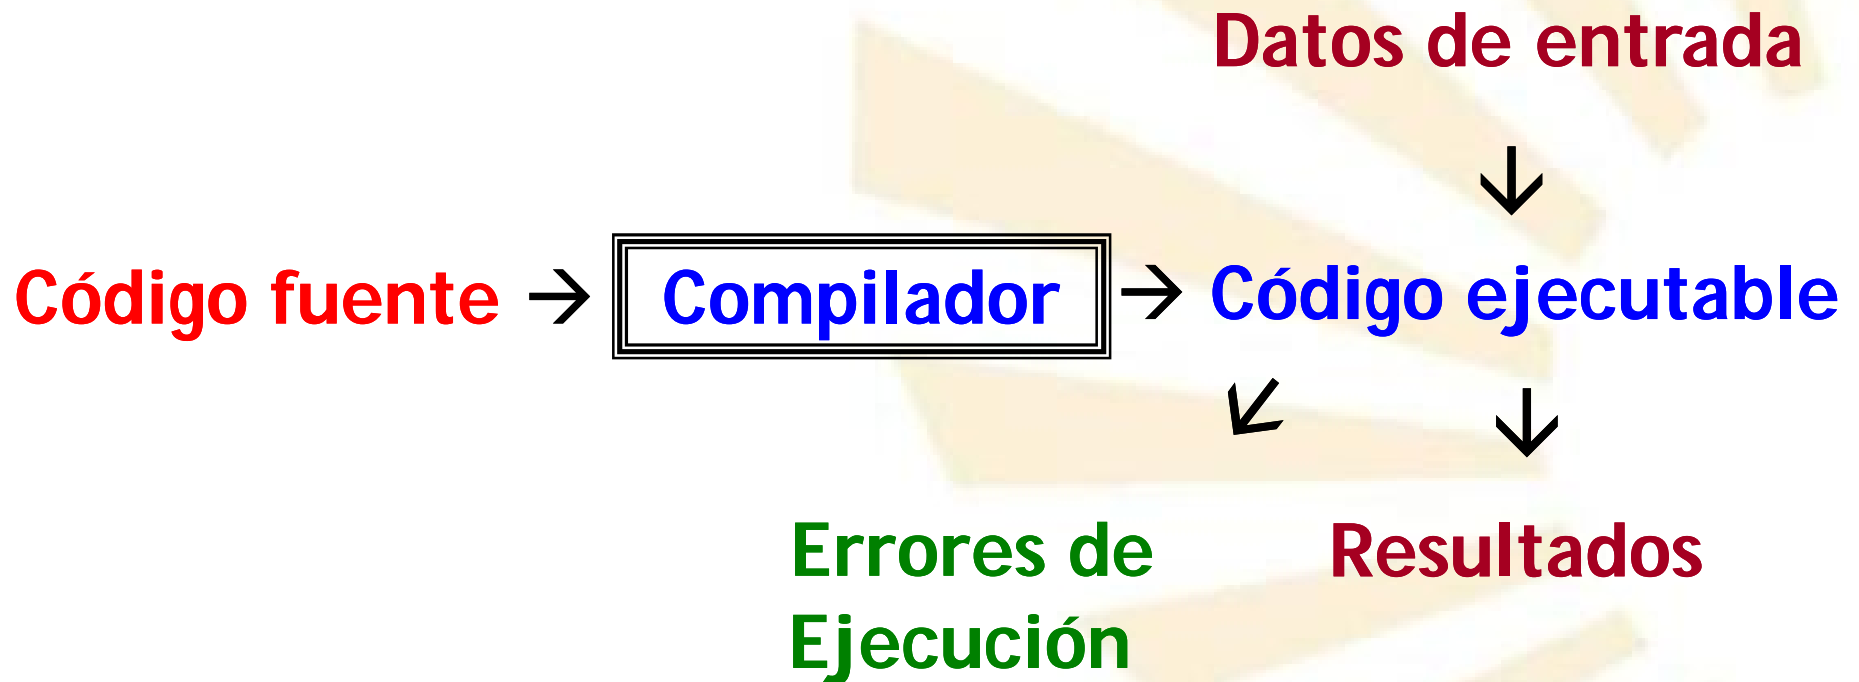 Datos de entrada
↓
Código fuente → Compilador → Código ejecutable
↙ ↓
Errores de Resultados
Ejecución